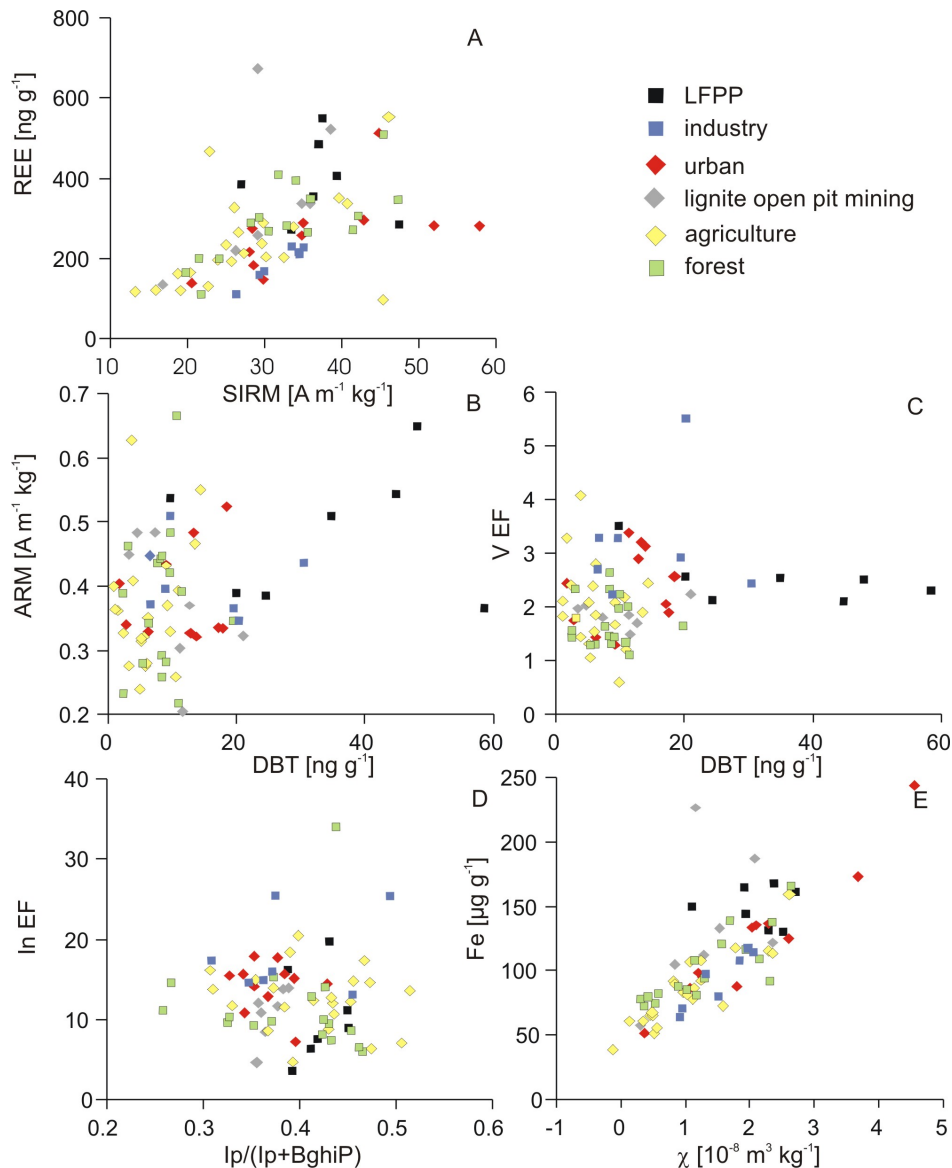 A
REE [ng g⁻¹]
800
600
400
200
0
10 20 30 40 50 60
SIRM [A m⁻¹ kg⁻¹]
LFPP
industry
urban
lignite open pit mining
agriculture
forest
B
ARM [A m⁻¹ kg⁻¹]
0.7
0.6
0.5
0.4
0.3
0.2
0 20 40 60
DBT [ng g⁻¹]
C
V EF
6
5
4
3
2
1
0
0 20 40 60
DBT [ng g⁻¹]
D
In EF
40
30
20
10
0
0.2 0.3 0.4 0.5 0.6
Ip/(Ip+BghiP)
E
Fe [µg g⁻¹]
250
200
150
100
50
0
-1 0 1 2 3 4 5
χ [10⁻⁸ m³ kg⁻¹]